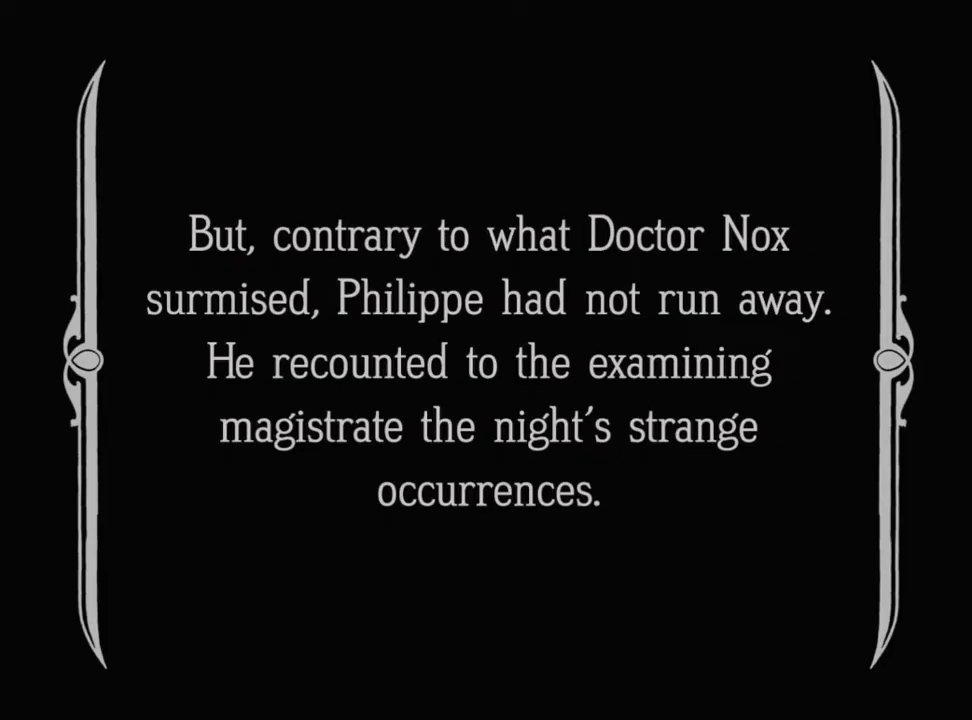 But, contrary to what Doctor Nox
surmised, Philippe had not run away.
He recounted to the examining
magistrate the night’s strange
occurrences.